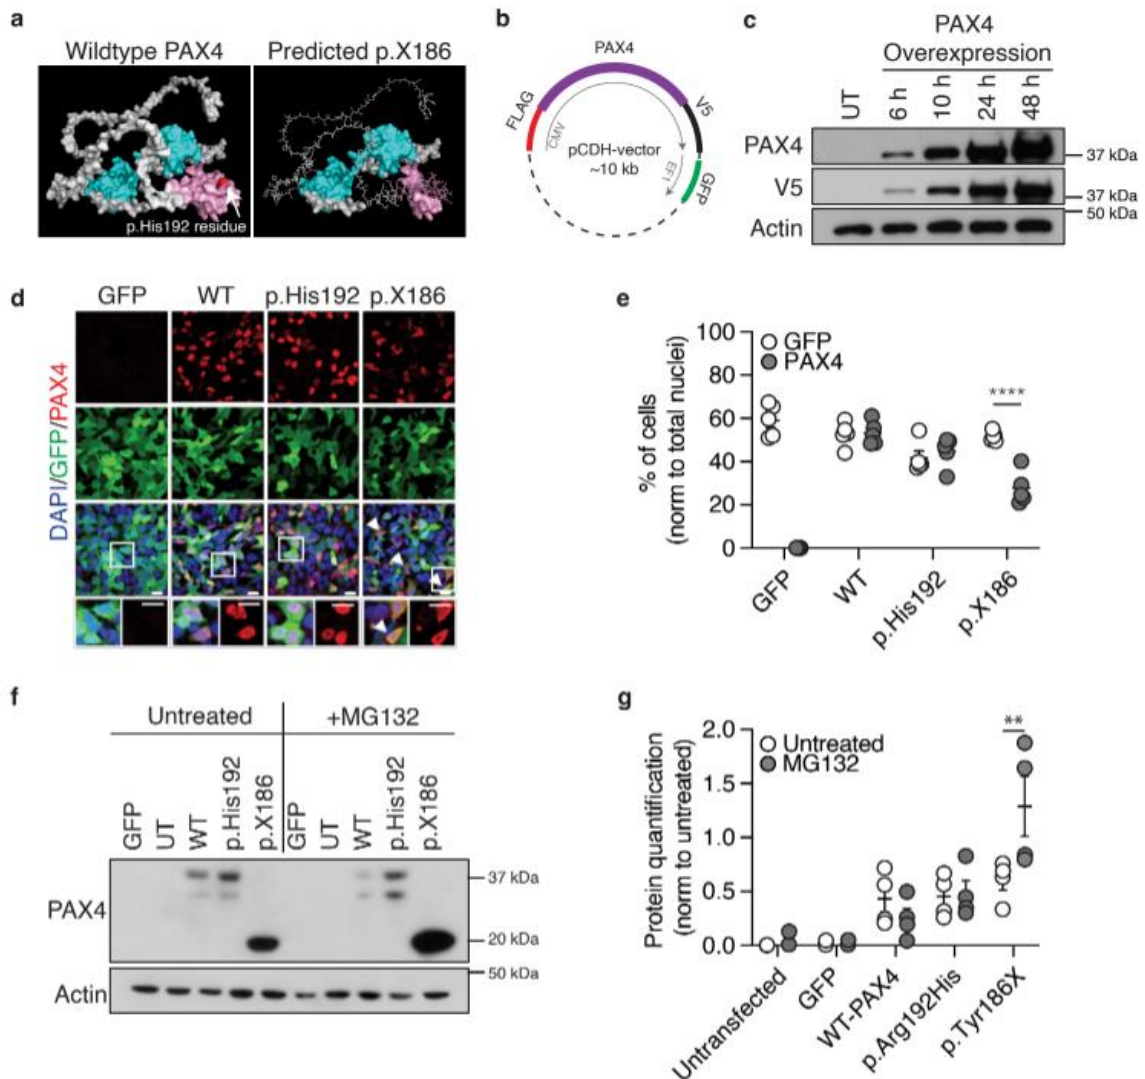 a
Wildtype PAX4 Predicted p.X186
p.His192 residue
b
PAX4
FLAG
V5
CMV
pCDH-vector
~10 kb
EF1
GFP
c
PAX4
Overexpression
UT 6 h 10 h 24 h 48 h
PAX4
37 kDa
V5
37 kDa
50 kDa
Actin
d
GFP WT p.His192 p.X186
DAPI/GFP/PAX4
e
% of cells
(norm to total nuclei)
100
80
60
40
20
0
GFP
PAX4
****
GFP WT p.His192 p.X186
f
Untreated +MG132
GFP UT WT p.His192 p.X186 GFP UT WT p.His192 p.X186
PAX4
37 kDa
20 kDa
50 kDa
Actin
g
Protein quantification
(norm to untreated)
2.0
1.5
1.0
0.5
0.0
Untreated
MG132
**
Untransfected GFP WT-PAX4 p.Arg192His p.Tyr186X